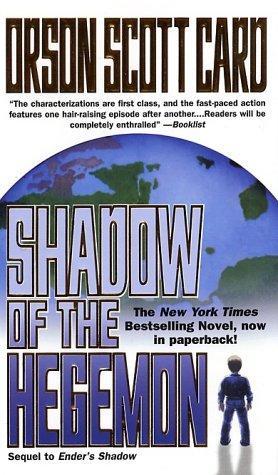 ORSON SCOTT CARD
"The characterizations are first class, and the fast-paced action
features one hair-raising episode after another....Readers will be
completely enthralled" —Booklist
SHADOW
OF THE
HEGEMON
The New York Times
Bestselling Novel, now
in paperback!
Sequel to Ender's Shadow